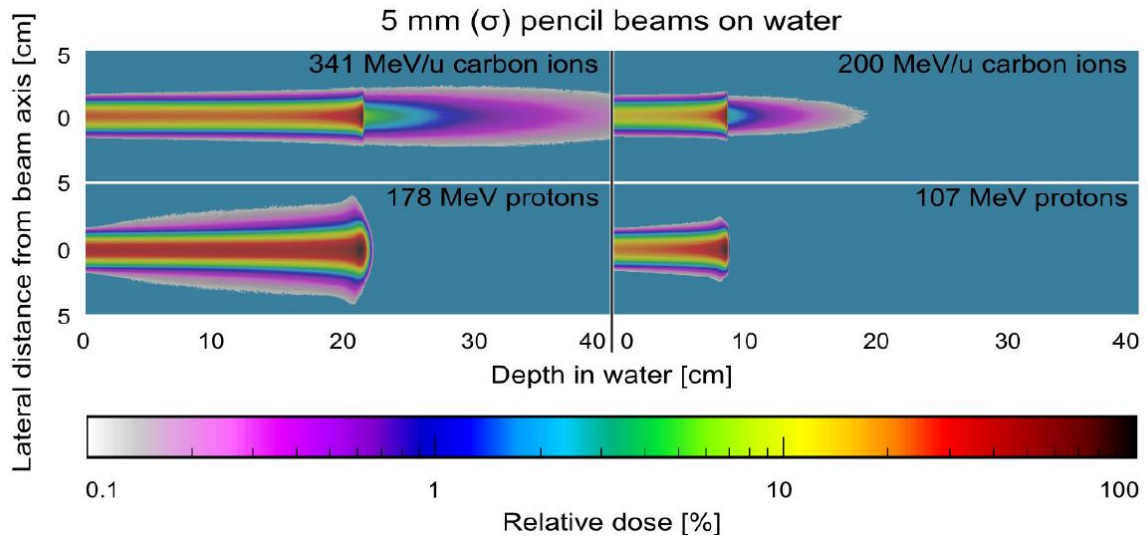 5 mm (σ) pencil beams on water
Lateral distance from beam axis [cm]
5
0
5
0
5
341 MeV/u carbon ions
200 MeV/u carbon ions
178 MeV protons
107 MeV protons
0 10 20 30 40 0 10 20 30 40
Depth in water [cm]
0.1 1 10 100
Relative dose [%]